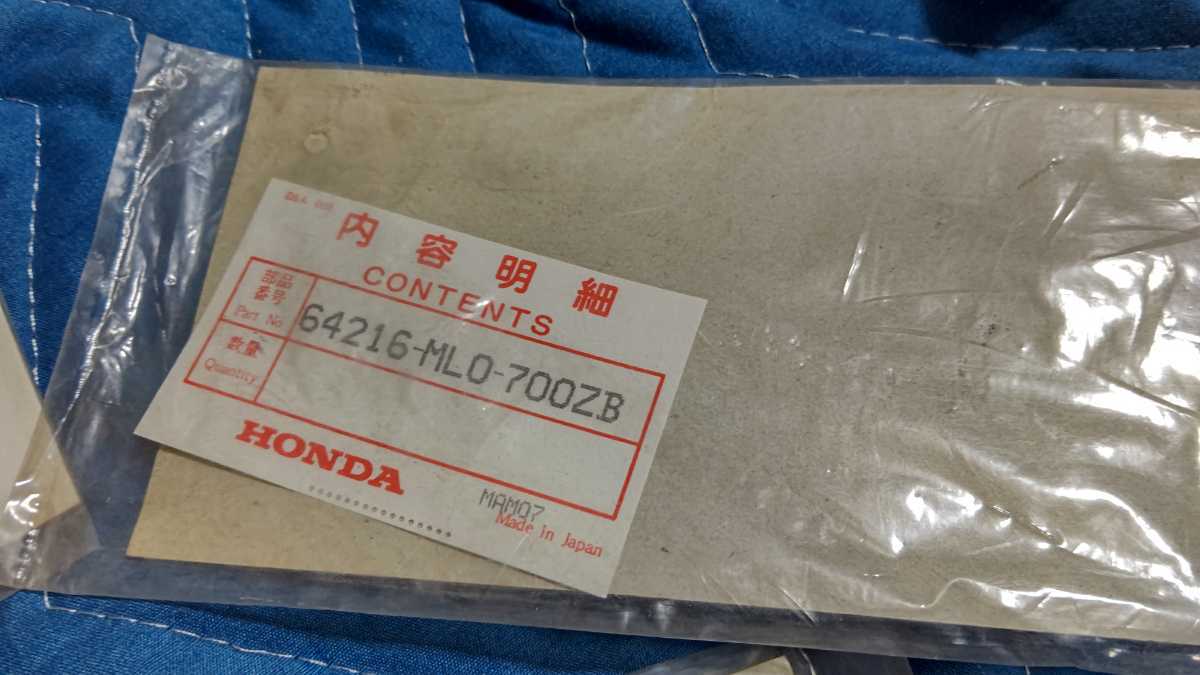 内容明細
CONTENTS
部品
番号
Part No
64216-ML0-700ZB
数量
Quantity
HONDA
MAM07
Made in Japan